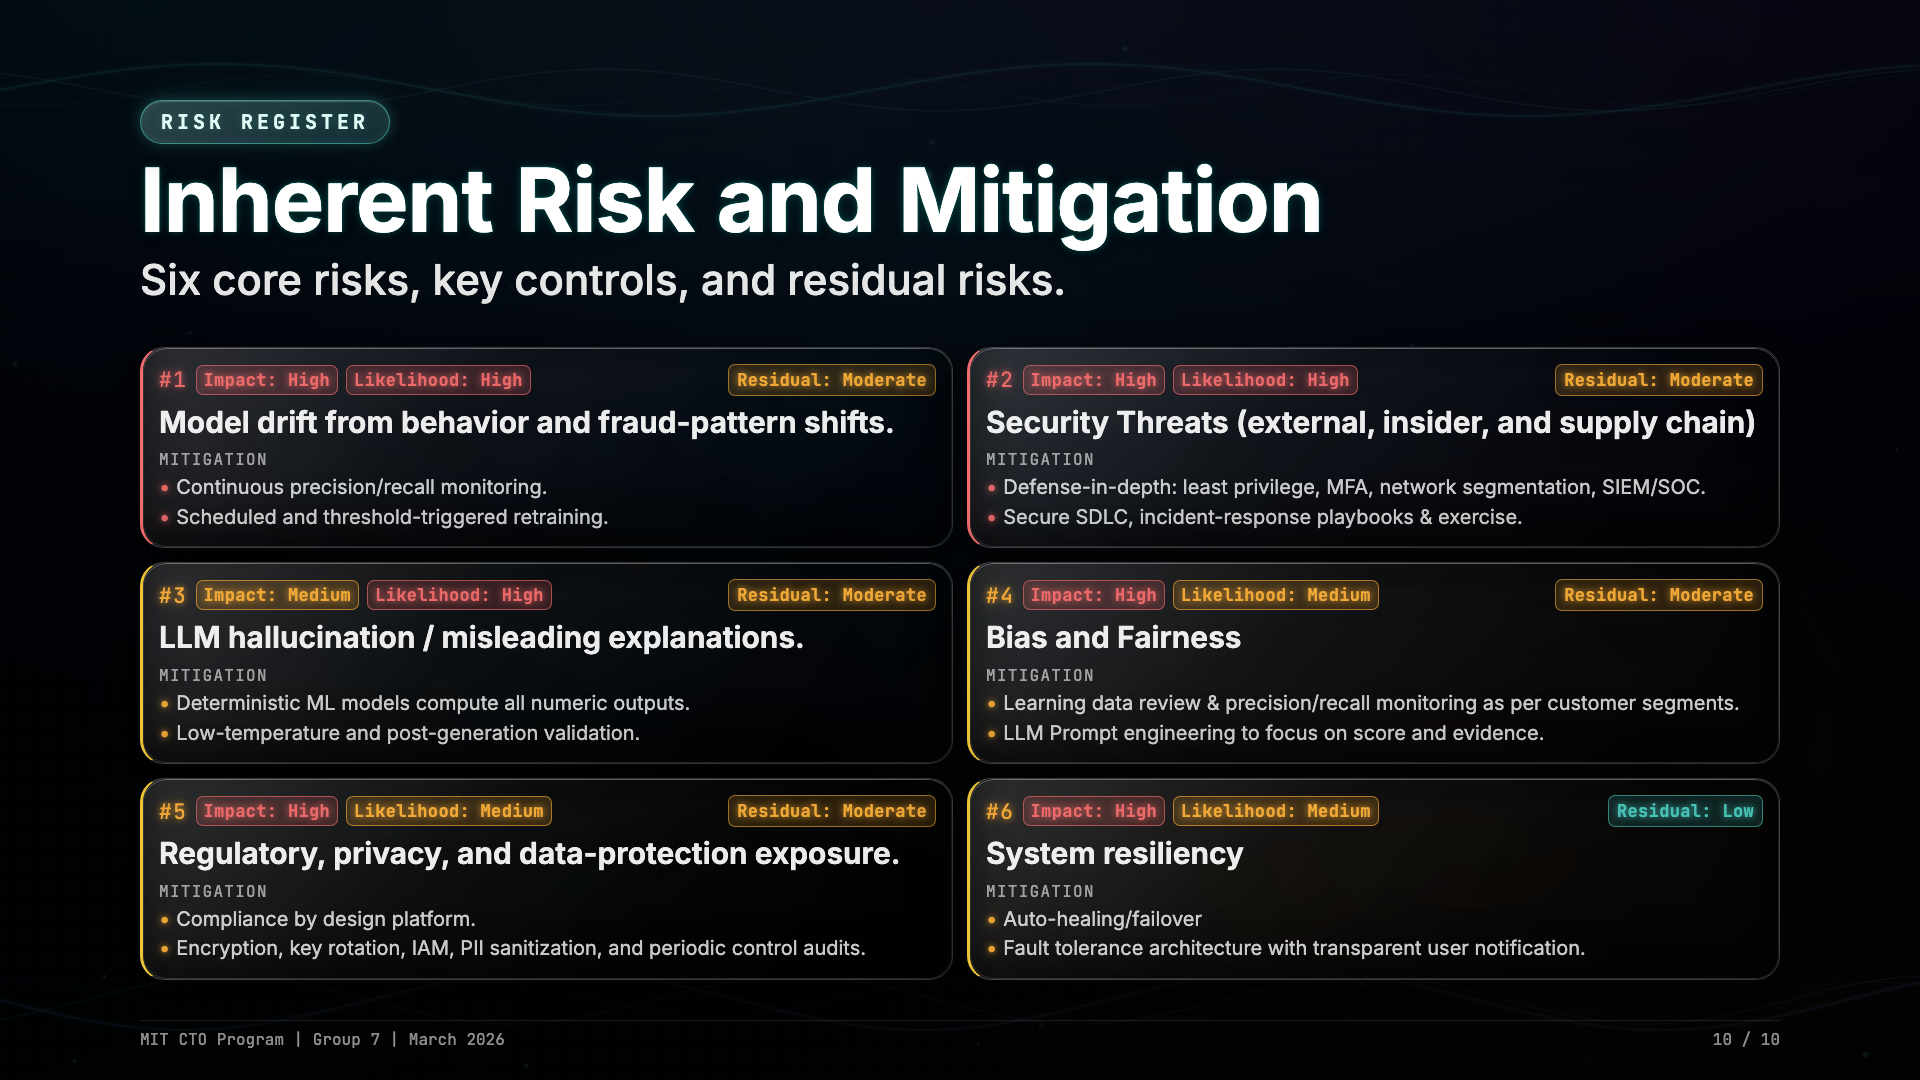 RISK REGISTER
Inherent Risk and Mitigation
Six core risks, key controls, and residual risks.
#1 Impact: High Likelihood: High Residual: Moderate
Model drift from behavior and fraud-pattern shifts.
MITIGATION
• Continuous precision/recall monitoring.
• Scheduled and threshold-triggered retraining.
#2 Impact: High Likelihood: High Residual: Moderate
Security Threats (external, insider, and supply chain)
MITIGATION
• Defense-in-depth: least privilege, MFA, network segmentation, SIEM/SOC.
• Secure SDLC, incident-response playbooks & exercise.
#3 Impact: Medium Likelihood: High Residual: Moderate
LLM hallucination / misleading explanations.
MITIGATION
• Deterministic ML models compute all numeric outputs.
• Low-temperature and post-generation validation.
#4 Impact: High Likelihood: Medium Residual: Moderate
Bias and Fairness
MITIGATION
• Learning data review & precision/recall monitoring as per customer segments.
• LLM Prompt engineering to focus on score and evidence.
#5 Impact: High Likelihood: Medium Residual: Moderate
Regulatory, privacy, and data-protection exposure.
MITIGATION
• Compliance by design platform.
• Encryption, key rotation, IAM, PII sanitization, and periodic control audits.
#6 Impact: High Likelihood: Medium Residual: Low
System resiliency
MITIGATION
• Auto-healing/failover
• Fault tolerance architecture with transparent user notification.
MIT CTO Program | Group 7 | March 2026
10 / 10